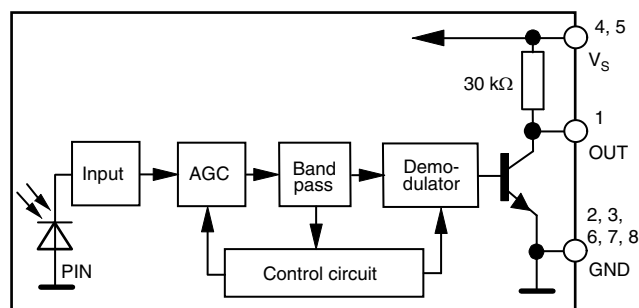 4, 5
V_S
30 kΩ
1
OUT
Input
AGC
Band
pass
Demo-
dulator
2, 3,
6, 7, 8
GND
PIN
Control circuit